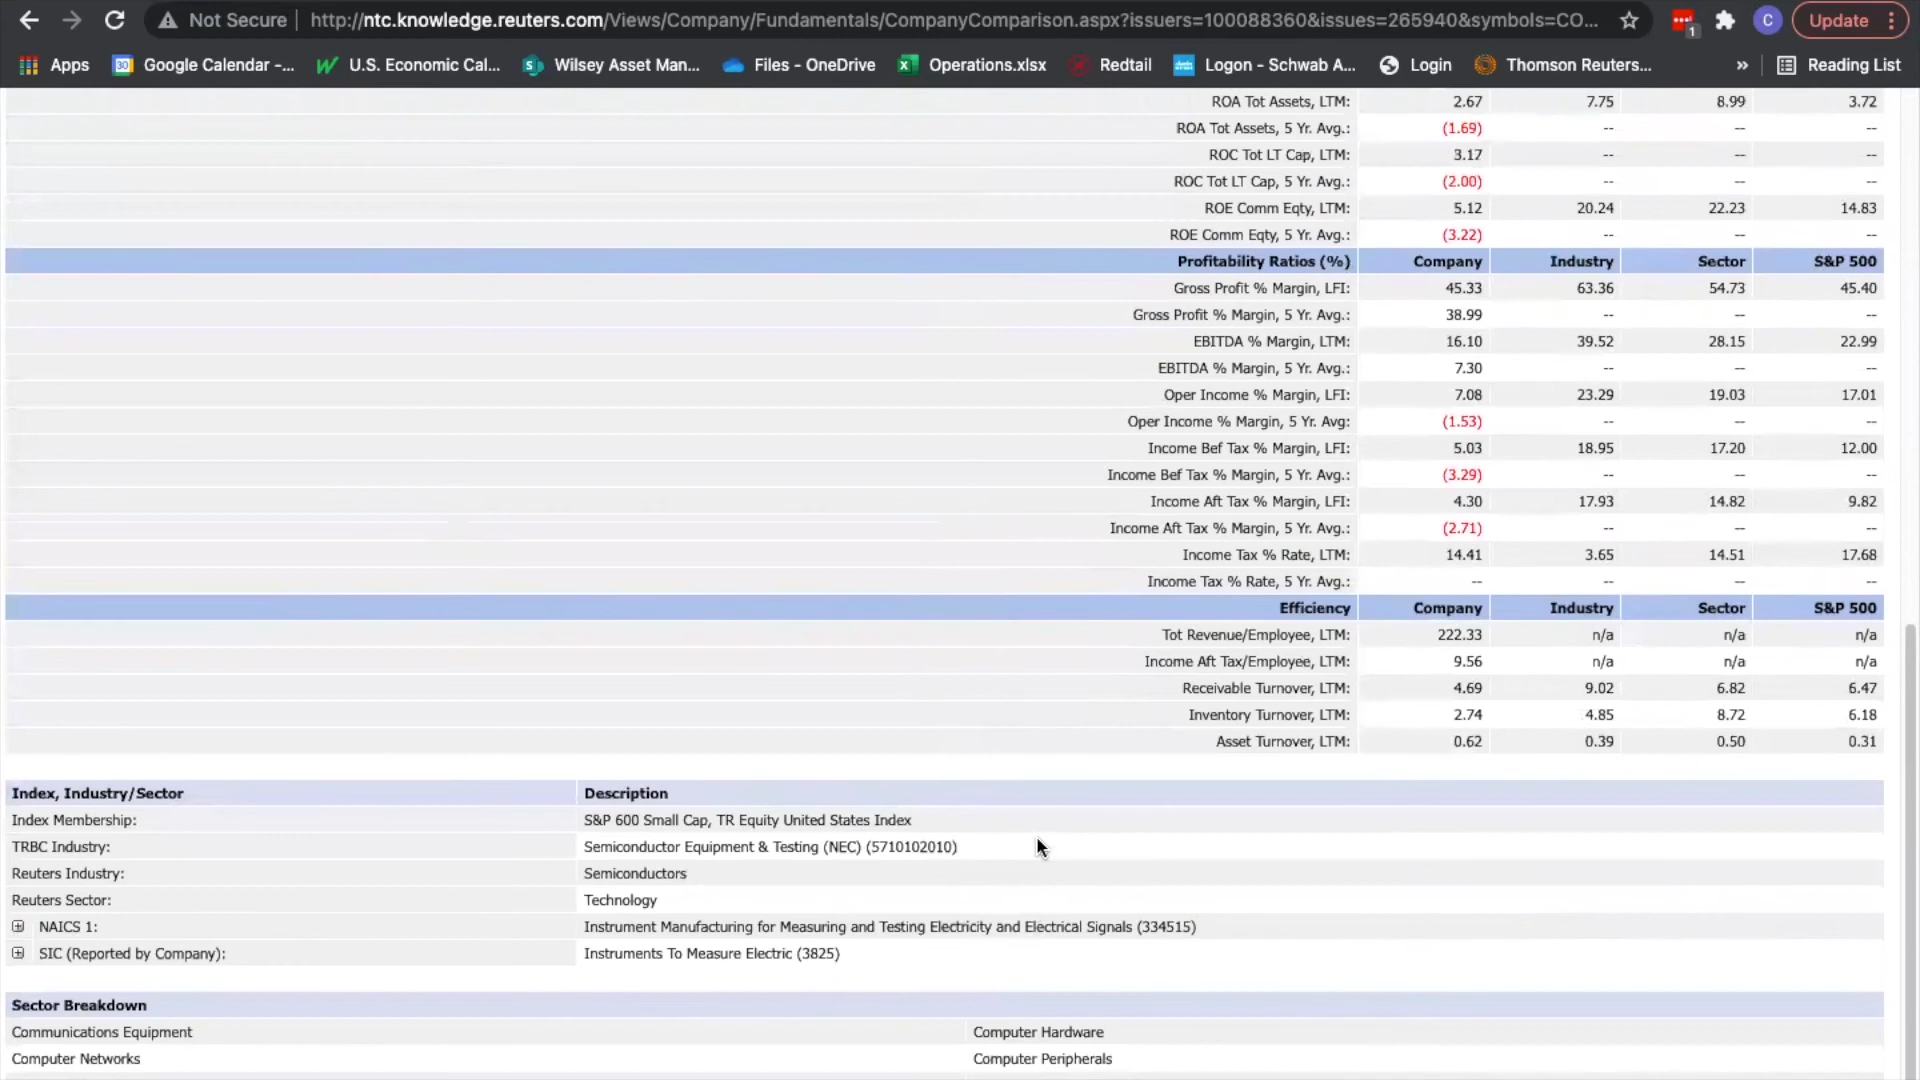 Not Secure http://ntc.knowledge.reuters.com/Views/Company/Fundamentals/CompanyComparison.aspx?issuers=100088360&issues=265940&symbols=CO... 1 C Update
Apps Google Calendar -... U.S. Economic Cal... Wilsey Asset Man... Files - OneDrive Operations.xlsx Redtail Logon - Schwab A... Login Thomson Reuters... » Reading List
ROA Tot Assets, LTM: 2.67 7.75 8.99 3.72
ROA Tot Assets, 5 Yr. Avg.: (1.69) -- -- --
ROC Tot LT Cap, LTM: 3.17 -- -- --
ROC Tot LT Cap, 5 Yr. Avg.: (2.00) -- -- --
ROE Comm Eqty, LTM: 5.12 20.24 22.23 14.83
ROE Comm Eqty, 5 Yr. Avg.: (3.22) -- -- --
Profitability Ratios (%) Company Industry Sector S&P 500
Gross Profit % Margin, LFI: 45.33 63.36 54.73 45.40
Gross Profit % Margin, 5 Yr. Avg.: 38.99 -- -- --
EBITDA % Margin, LTM: 16.10 39.52 28.15 22.99
EBITDA % Margin, 5 Yr. Avg.: 7.30 -- -- --
Oper Income % Margin, LFI: 7.08 23.29 19.03 17.01
Oper Income % Margin, 5 Yr. Avg: (1.53) -- -- --
Income Bef Tax % Margin, LFI: 5.03 18.95 17.20 12.00
Income Bef Tax % Margin, 5 Yr. Avg.: (3.29) -- -- --
Income Aft Tax % Margin, LFI: 4.30 17.93 14.82 9.82
Income Aft Tax % Margin, 5 Yr. Avg.: (2.71) -- -- --
Income Tax % Rate, LTM: 14.41 3.65 14.51 17.68
Income Tax % Rate, 5 Yr. Avg.: -- -- -- --
Efficiency Company Industry Sector S&P 500
Tot Revenue/Employee, LTM: 222.33 n/a n/a n/a
Income Aft Tax/Employee, LTM: 9.56 n/a n/a n/a
Receivable Turnover, LTM: 4.69 9.02 6.82 6.47
Inventory Turnover, LTM: 2.74 4.85 8.72 6.18
Asset Turnover, LTM: 0.62 0.39 0.50 0.31
Index, Industry/Sector Description
Index Membership: S&P 600 Small Cap, TR Equity United States Index
TRBC Industry: Semiconductor Equipment & Testing (NEC) (5710102010)
Reuters Industry: Semiconductors
Reuters Sector: Technology
NAICS 1: Instrument Manufacturing for Measuring and Testing Electricity and Electrical Signals (334515)
SIC (Reported by Company): Instruments To Measure Electric (3825)
Sector Breakdown
Communications Equipment Computer Hardware
Computer Networks Computer Peripherals